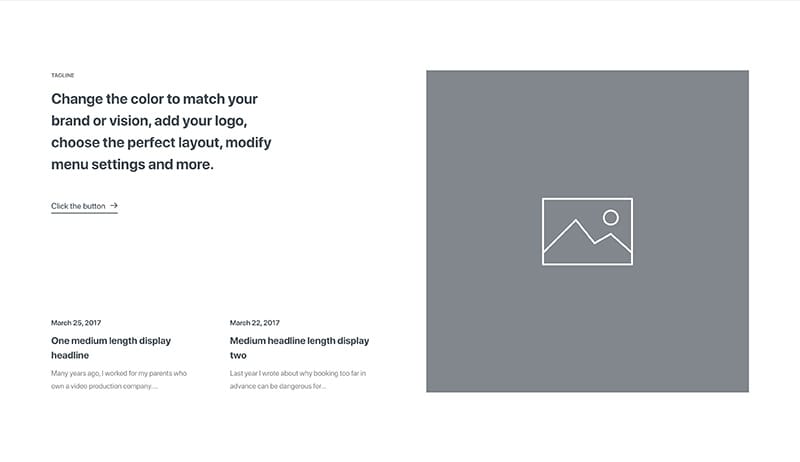 TAGLINE
Change the color to match your
brand or vision, add your logo,
choose the perfect layout, modify
menu settings and more.
Click the button →
March 25, 2017
One medium length display
headline
Many years ago, I worked for my parents who
own a video production company....
March 22, 2017
Medium headline length display
two
Last year I wrote about why booking too far in
advance can be dangerous for...